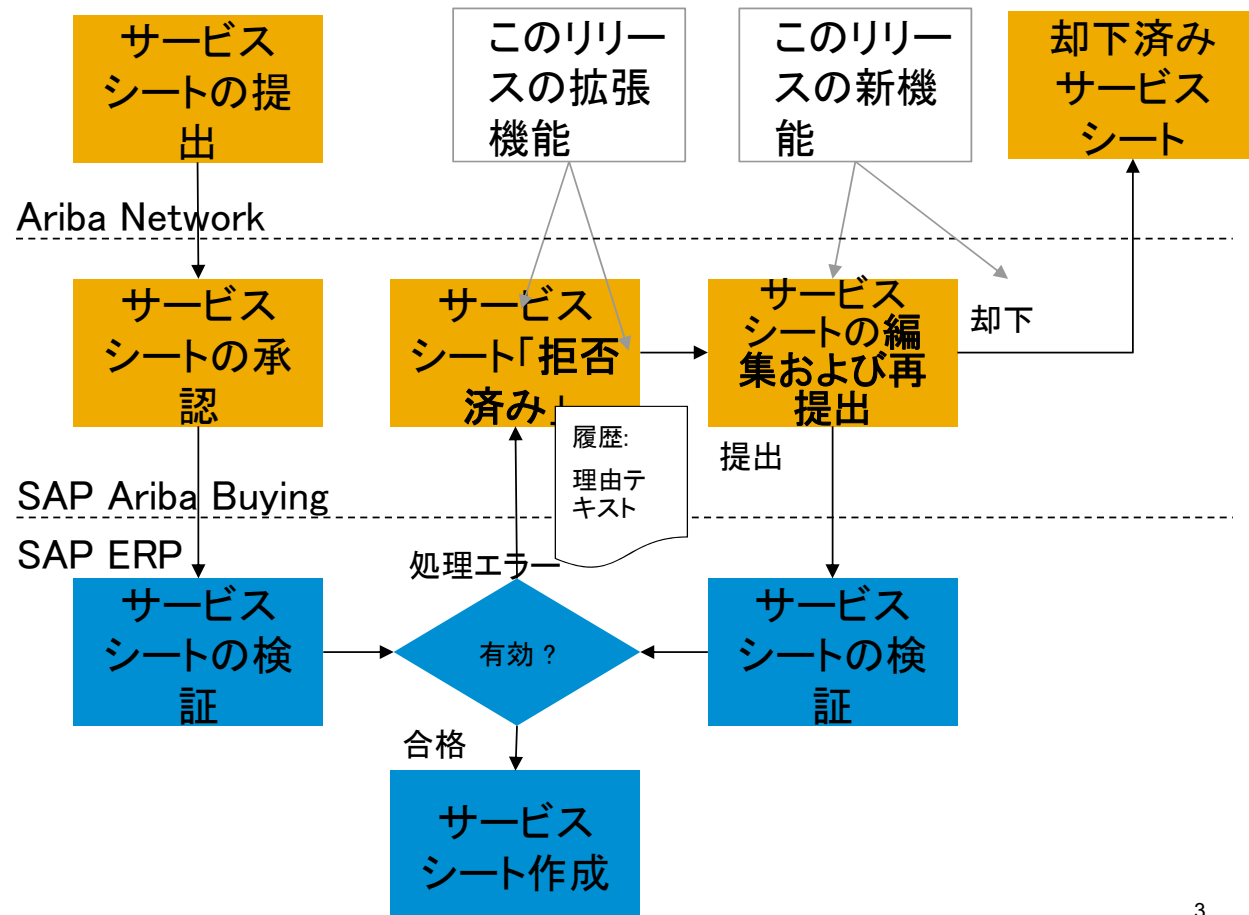 サービス
シートの提
出
このリリー
スの拡張
機能
このリリー
スの新機
能
却下済み
サービス
シート
Ariba Network
サービス
シートの承
認
サービス
シート「拒否
済み」
サービス
シートの編
集および再
提出
却下
履歴:
理由テ
キスト
提出
SAP Ariba Buying
SAP ERP
処理エラー
サービス
シートの検
証
有効?
サービス
シートの検
証
合格
サービス
シート作成
3